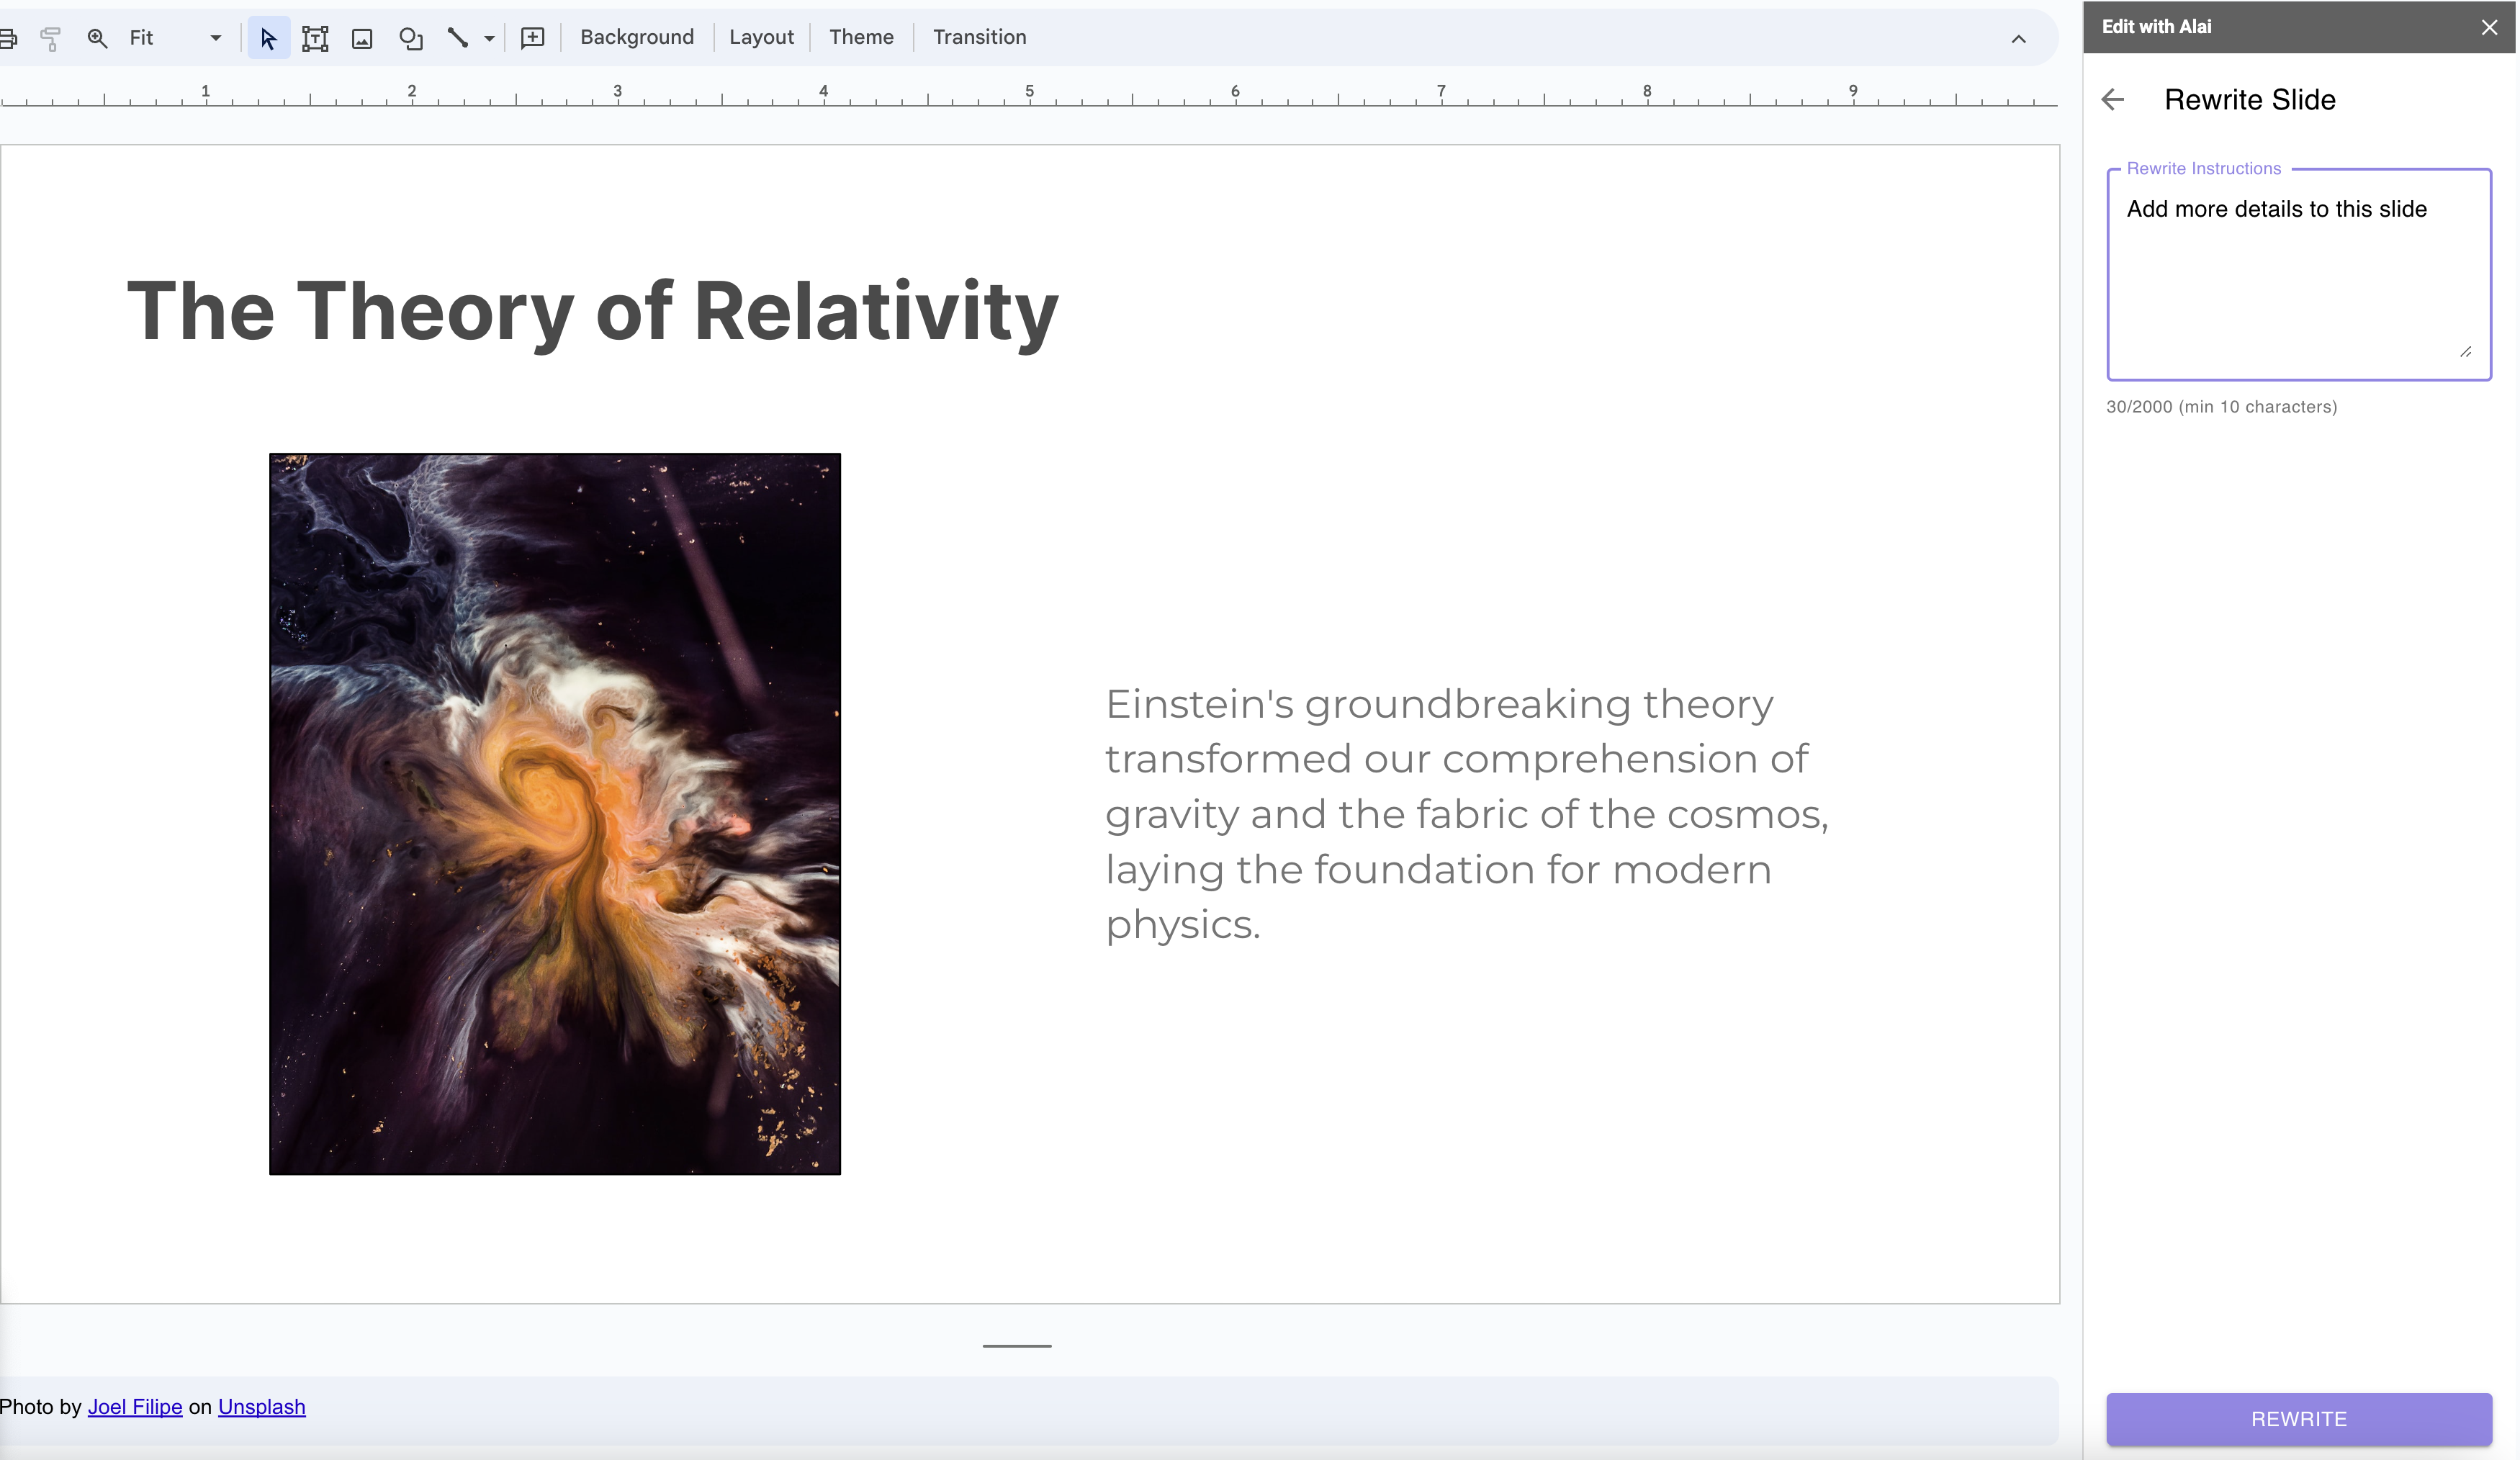 Fit
Background
Layout
Theme
Transition
1 2 3 4 5 6 7 8 9
The Theory of Relativity
Einstein's groundbreaking theory
transformed our comprehension of
gravity and the fabric of the cosmos,
laying the foundation for modern
physics.
Photo by Joel Filipe on Unsplash
Edit with Alai
Rewrite Slide
Rewrite Instructions
Add more details to this slide
30/2000 (min 10 characters)
REWRITE